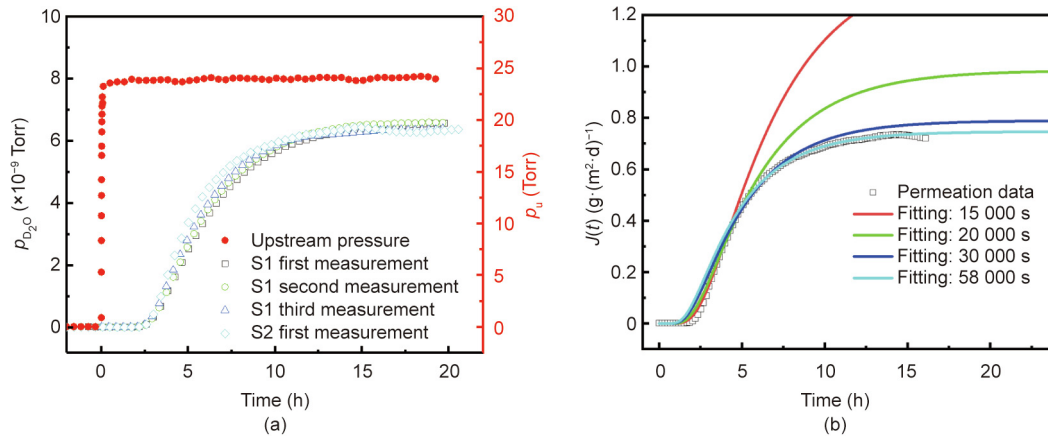 10
8
6
4
2
0
p_D₂O (×10⁻⁹ Torr)
30
25
20
15
10
5
0
p_u (Torr)
Upstream pressure
S1 first measurement
S1 second measurement
S1 third measurement
S2 first measurement
0 5 10 15 20
Time (h)
(a)
1.2
1.0
0.8
0.6
0.4
0.2
0
J(t) (g·(m²·d)⁻¹)
Permeation data
Fitting: 15 000 s
Fitting: 20 000 s
Fitting: 30 000 s
Fitting: 58 000 s
0 5 10 15 20
Time (h)
(b)